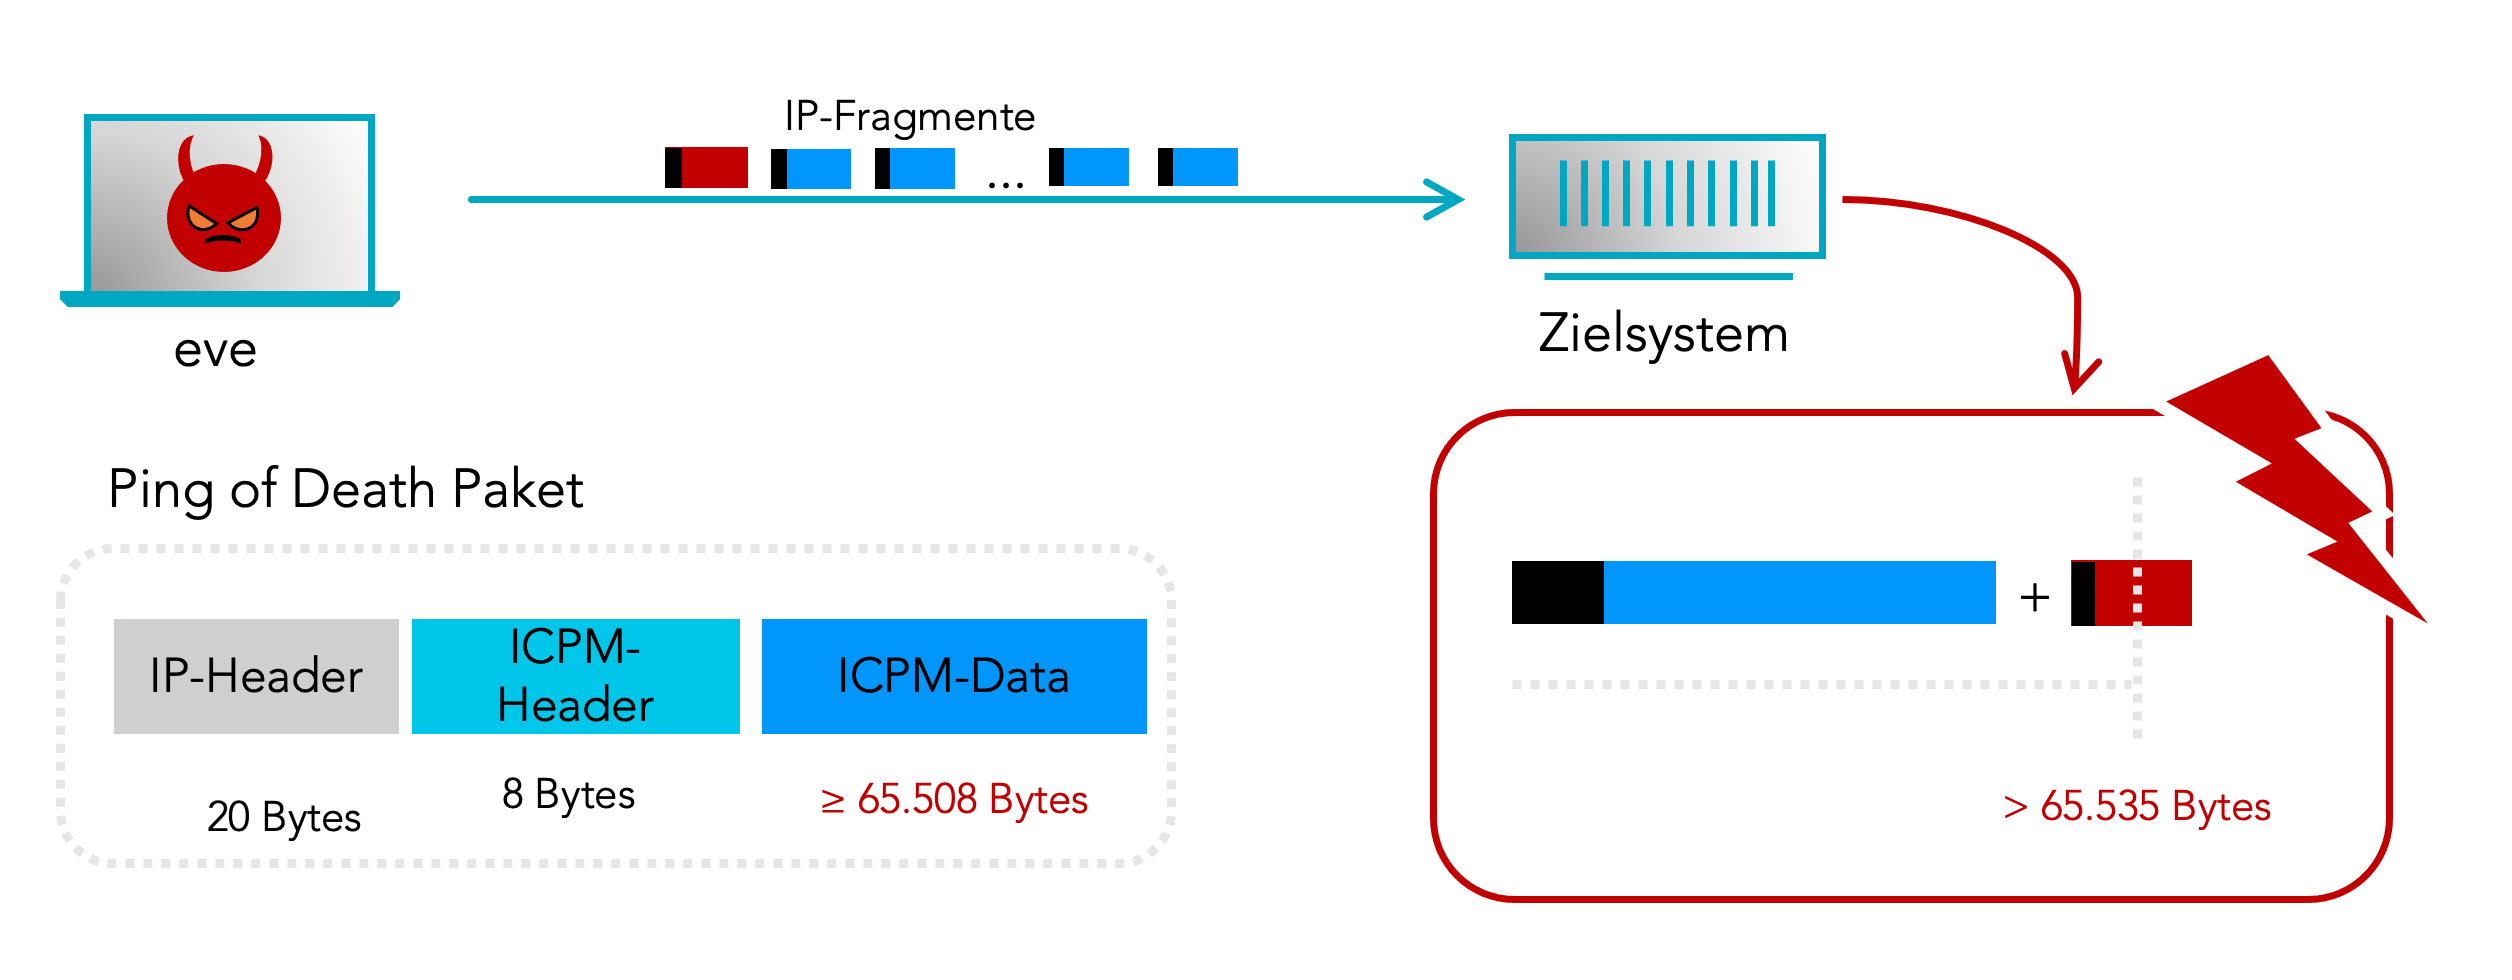 IP-Fragmente
...
eve
Zielsystem
Ping of Death Paket
IP-Header
ICPM-
Header
ICPM-Data
20 Bytes
8 Bytes
≥ 65.508 Bytes
+
> 65.535 Bytes